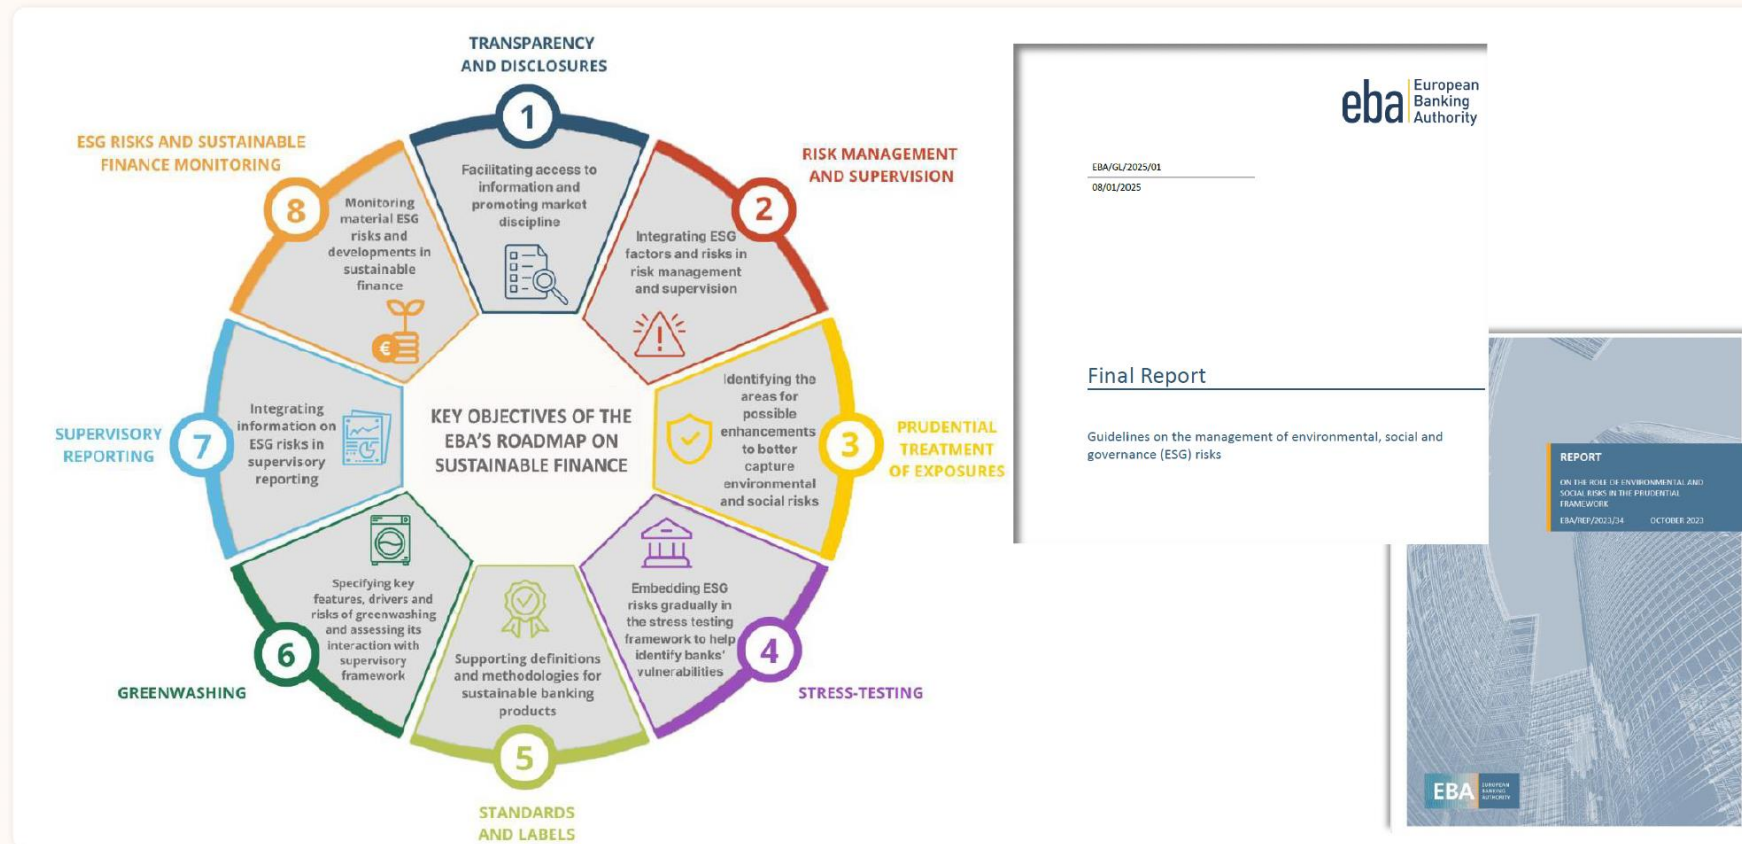 TRANSPARENCY
AND DISCLOSURES
1
Facilitating access to
information and
promoting market
discipline
RISK MANAGEMENT
AND SUPERVISION
2
Integrating ESG
factors and risks in
risk management
and supervision
Identifying the
areas for
possible
enhancements
to better
capture
environmental
and social risks
3
PRUDENTIAL
TREATMENT
OF EXPOSURES
Embedding ESG
risks gradually in
the stress testing
framework to help
identify banks'
vulnerabilities
4
STRESS-TESTING
Supporting definitions
and methodologies for
sustainable banking
products
5
STANDARDS
AND LABELS
Specifying key
features, drivers and
risks of greenwashing
and assessing its
interaction with
supervisory
framework
6
GREENWASHING
SUPERVISORY
REPORTING
7
Integrating
information on
ESG risks in
supervisory
reporting
ESG RISKS AND SUSTAINABLE
FINANCE MONITORING
8
Monitoring
material ESG
risks and
developments in
sustainable
finance
€
KEY OBJECTIVES OF THE
EBA'S ROADMAP ON
SUSTAINABLE FINANCE
eba European
Banking
Authority
EBA/GL/2025/01
08/01/2025
Final Report
Guidelines on the management of environmental, social and
governance (ESG) risks
REPORT
ON THE ROLE OF ENVIRONMENTAL AND
SOCIAL RISKS IN THE PRUDENTIAL
FRAMEWORK
EBA/REP/2023/34 OCTOBER 2023
EBA EUROPEAN
BANKING
AUTHORITY